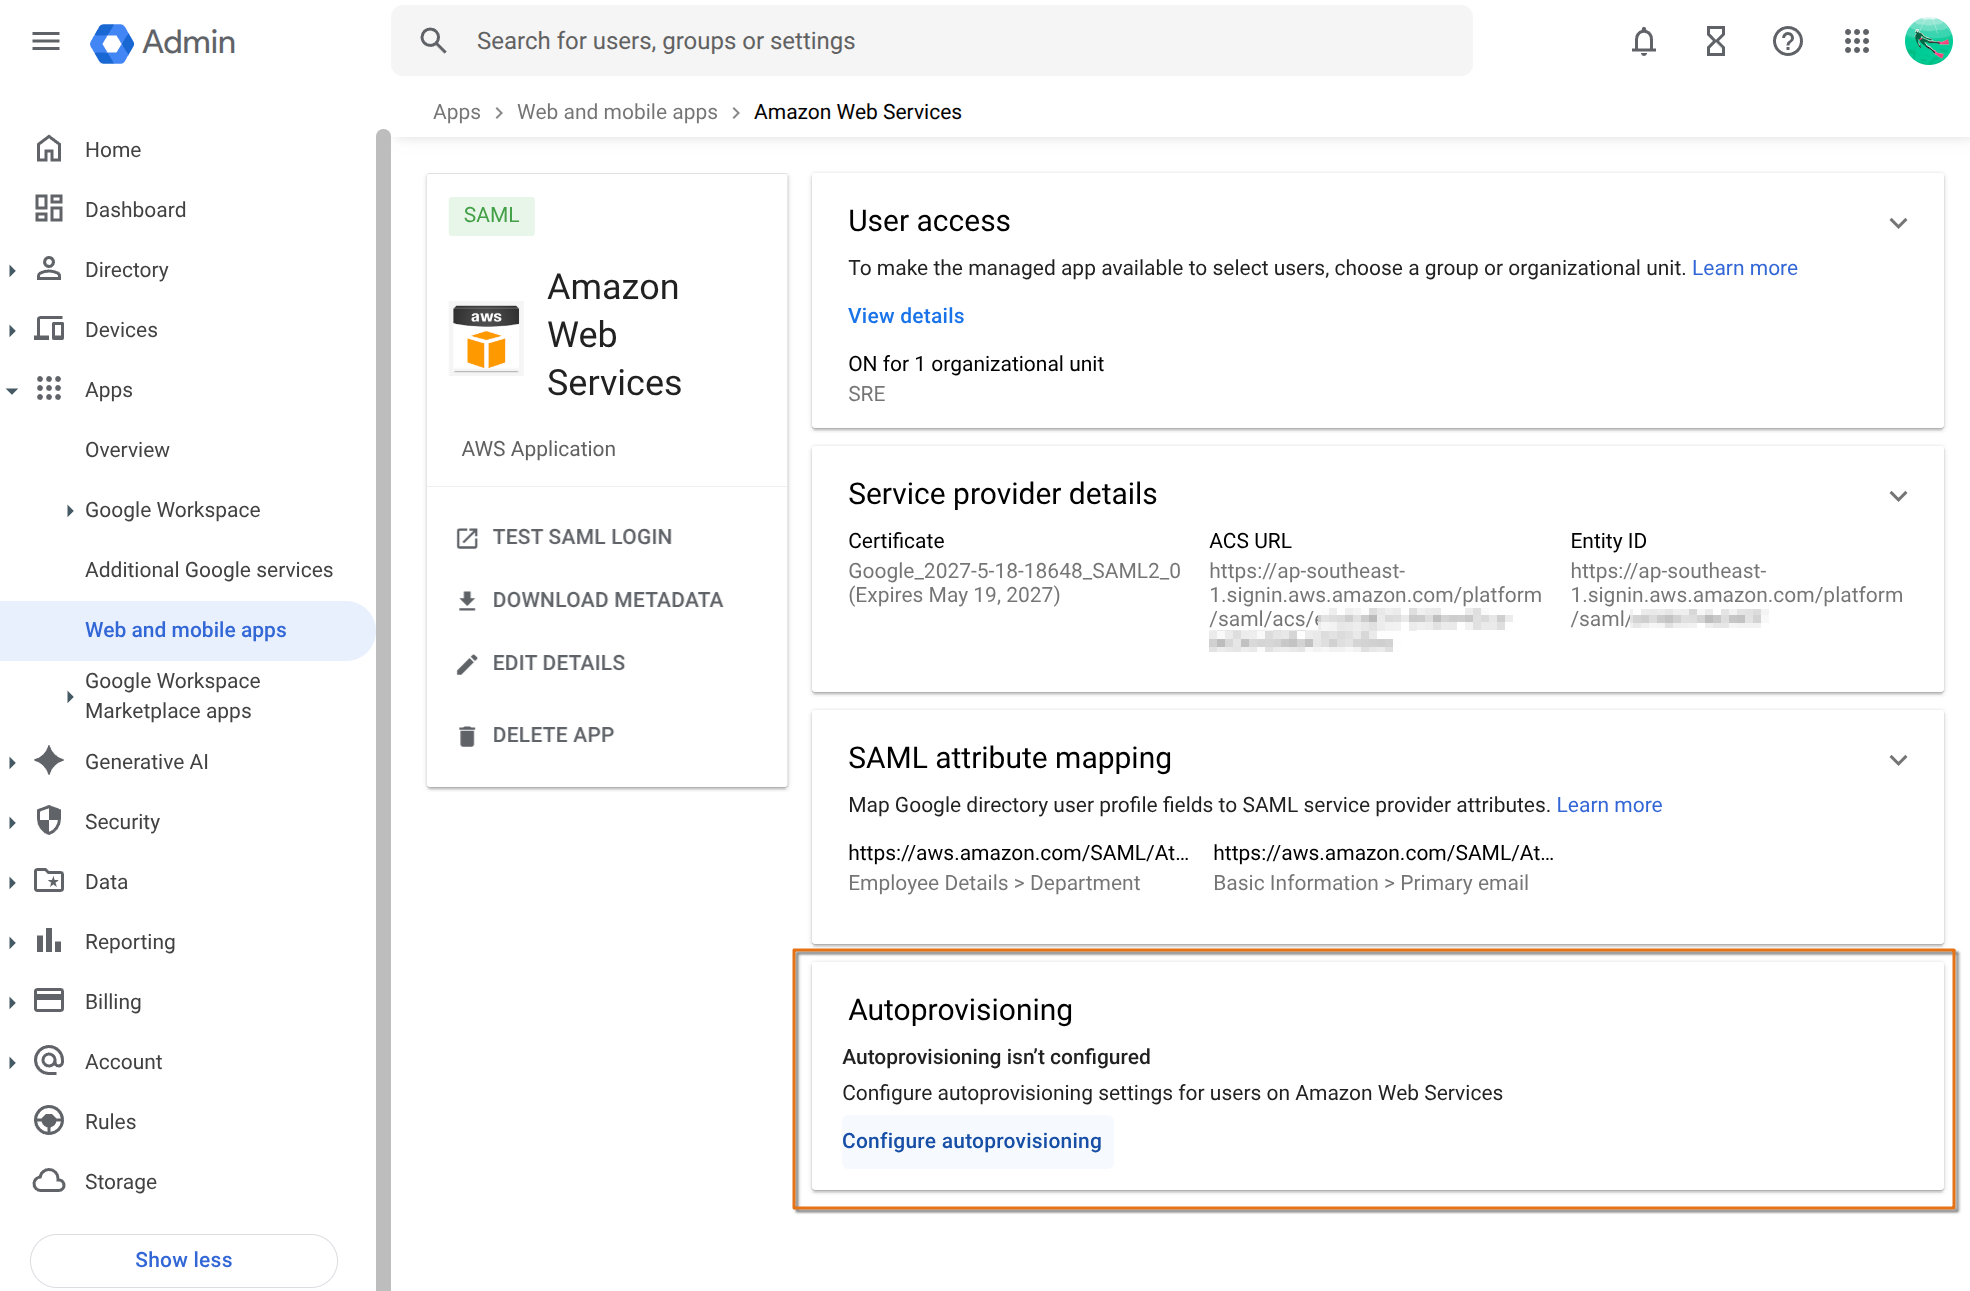 Admin
Search for users, groups or settings
Apps > Web and mobile apps > Amazon Web Services
Home
Dashboard
Directory
Devices
Apps
Overview
Google Workspace
Additional Google services
Web and mobile apps
Google Workspace
Marketplace apps
Generative AI
Security
Data
Reporting
Billing
Account
Rules
Storage
Show less
SAML
aws
Amazon
Web
Services
AWS Application
TEST SAML LOGIN
DOWNLOAD METADATA
EDIT DETAILS
DELETE APP
User access
To make the managed app available to select users, choose a group or organizational unit. Learn more
View details
ON for 1 organizational unit
SRE
Service provider details
Certificate
Google_2027-5-18-18648_SAML2_0
(Expires May 19, 2027)
ACS URL
https://ap-southeast-
1.signin.aws.amazon.com/platform
/saml/acs/
Entity ID
https://ap-southeast-
1.signin.aws.amazon.com/platform
/saml/
SAML attribute mapping
Map Google directory user profile fields to SAML service provider attributes. Learn more
https://aws.amazon.com/SAML/At...
Employee Details > Department
https://aws.amazon.com/SAML/At...
Basic Information > Primary email
Autoprovisioning
Autoprovisioning isn’t configured
Configure autoprovisioning settings for users on Amazon Web Services
Configure autoprovisioning